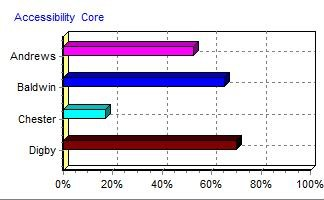 Accessibility Core
Andrews
Baldwin
Chester
Digby
0% 20% 40% 60% 80% 100%